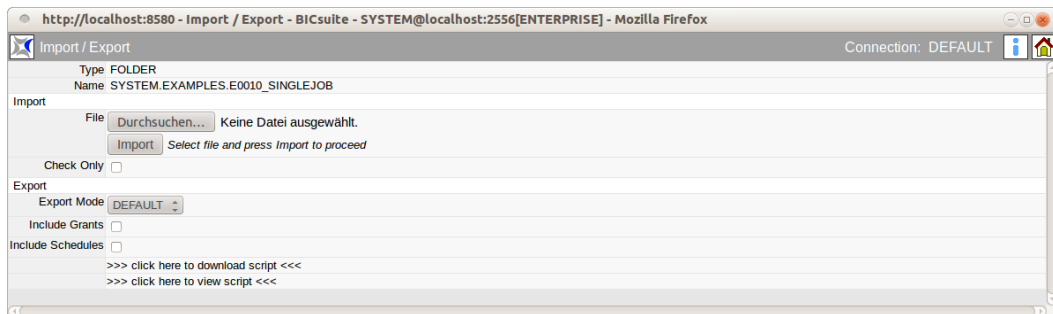 http://localhost:8580 - Import / Export - BICsuite - SYSTEM@localhost:2556[ENTERPRISE] - Mozilla Firefox
Import / Export Connection: DEFAULT
Type FOLDER
Name SYSTEM.EXAMPLES.E0010_SINGLEJOB
Import
File Durchsuchen... Keine Datei ausgewählt.
Import Select file and press Import to proceed
Check Only
Export
Export Mode DEFAULT
Include Grants
Include Schedules
>>> click here to download script <<<
>>> click here to view script <<<